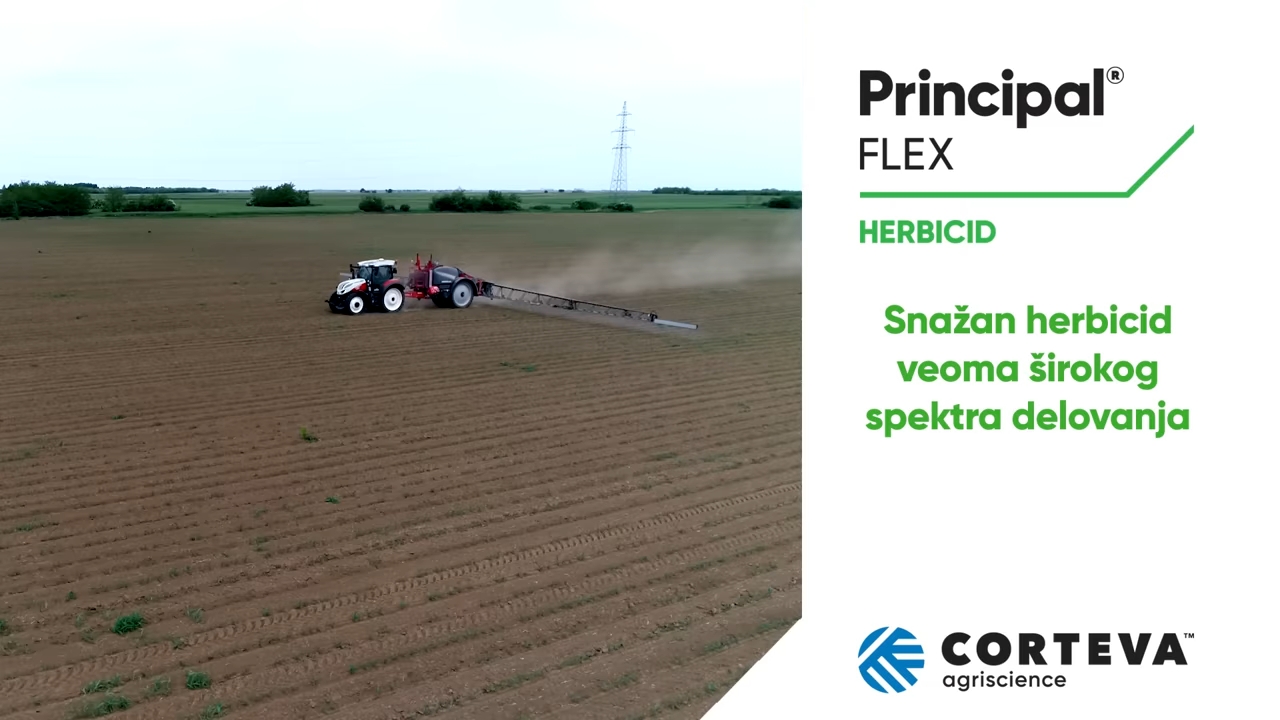 Principal®
FLEX
HERBICID
Snažan herbicid
veoma širokog
spektra delovanja
CORTEVA™
agriscience